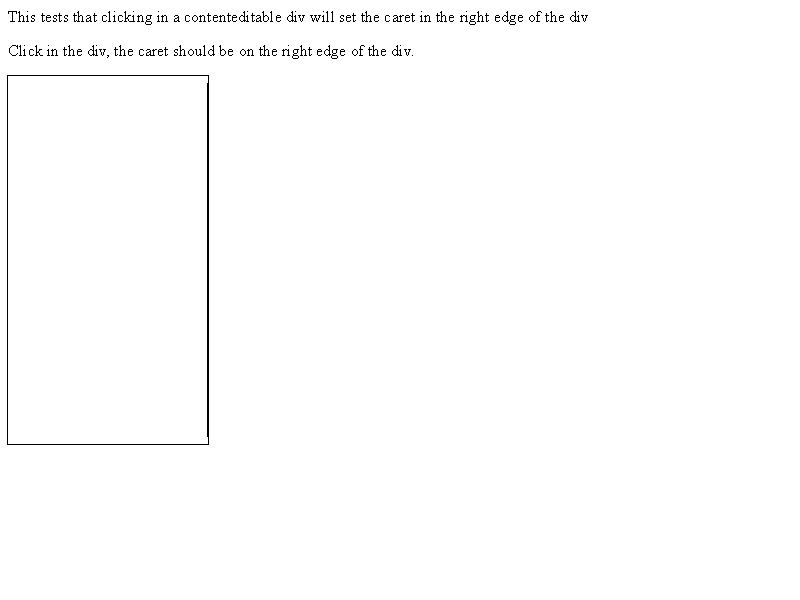 This tests that clicking in a contenteditable div will set the caret in the right edge of the div
Click in the div, the caret should be on the right edge of the div.